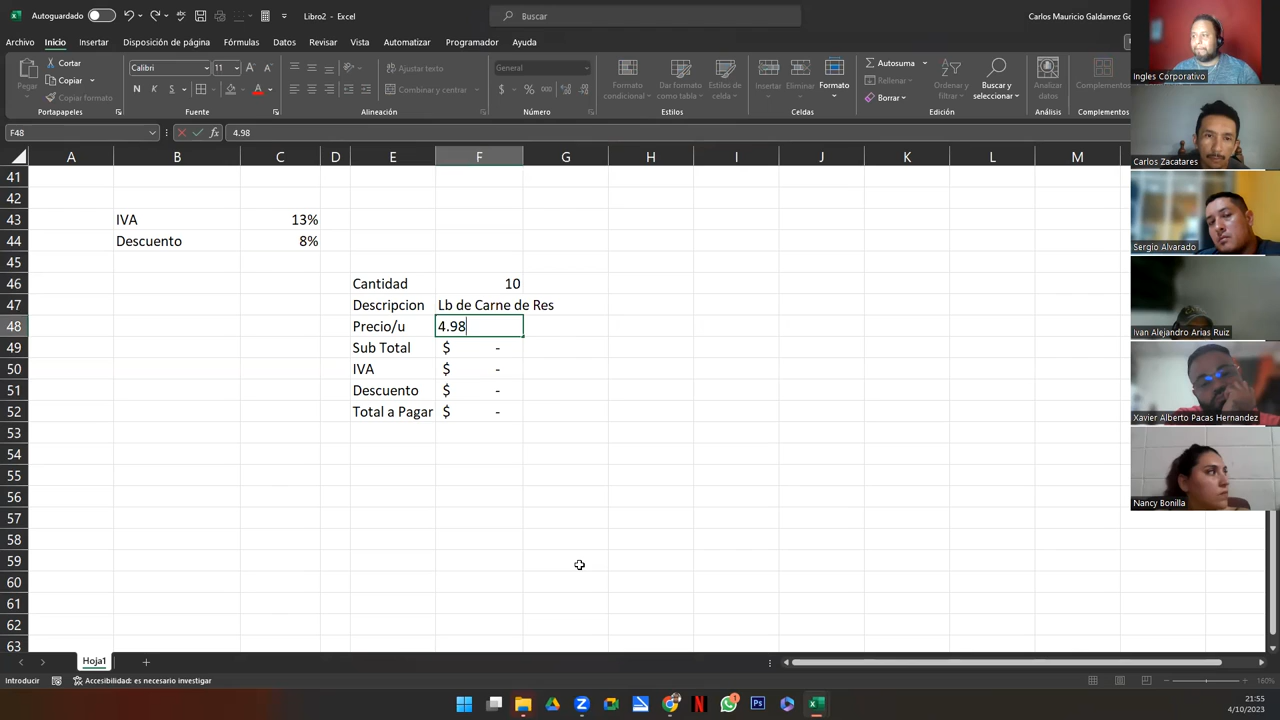 Autoguardado
Libro2 - Excel
Buscar
Carlos Mauricio Galdamez Go
Archivo Inicio Insertar Disposición de página Fórmulas Datos Revisar Vista Automatizar Programador Ayuda
Pegar
Cortar
Copiar
Copiar formato
Portapapeles
Calibri 11
N K S
Fuente
Ajustar texto
Combinar y centrar
Alineación
General
$ %
Número
Formato condicional
Dar formato como tabla
Estilos de celda
Estilos
Insertar Eliminar Formato
Celdas
Autosuma
Rellenar
Borrar
Ordenar y filtrar
Buscar y seleccionar
Edición
Analizar datos
Análisis
Complementos
Complementos
F48 fx 4.98
A B C D E F G H I J K L M
41
42
43 IVA 13%
44 Descuento 8%
45
46 Cantidad 10
47 Descripcion Lb de Carne de Res
48 Precio/u 4.98
49 Sub Total $ -
50 IVA $ -
51 Descuento $ -
52 Total a Pagar $ -
53
54
55
56
57
58
59
60
61
62
63
Hoja1
Introducir
Accesibilidad: es necesario investigar
160%
21:55
4/10/2023
Ingles Corporativo
Carlos Zacatares
Sergio Alvarado
Ivan Alejandro Arias Ruiz
Xavier Alberto Pacas Hernandez
Nancy Bonilla